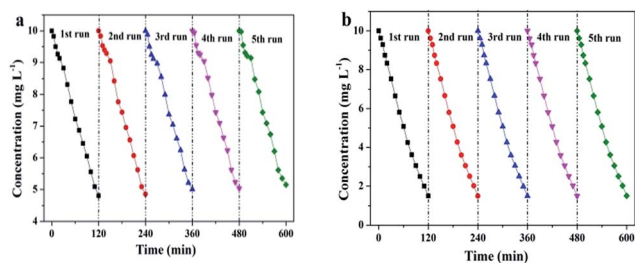 a
1st run 2nd run 3rd run 4th run 5th run
Concentration (mg L⁻¹)
10
9
8
7
6
5
4
0 120 240 360 480 600
Time (min)
b
1st run 2nd run 3rd run 4th run 5th run
Concentration (mg L⁻¹)
10
8
6
4
2
0
0 120 240 360 480 600
Time (min)